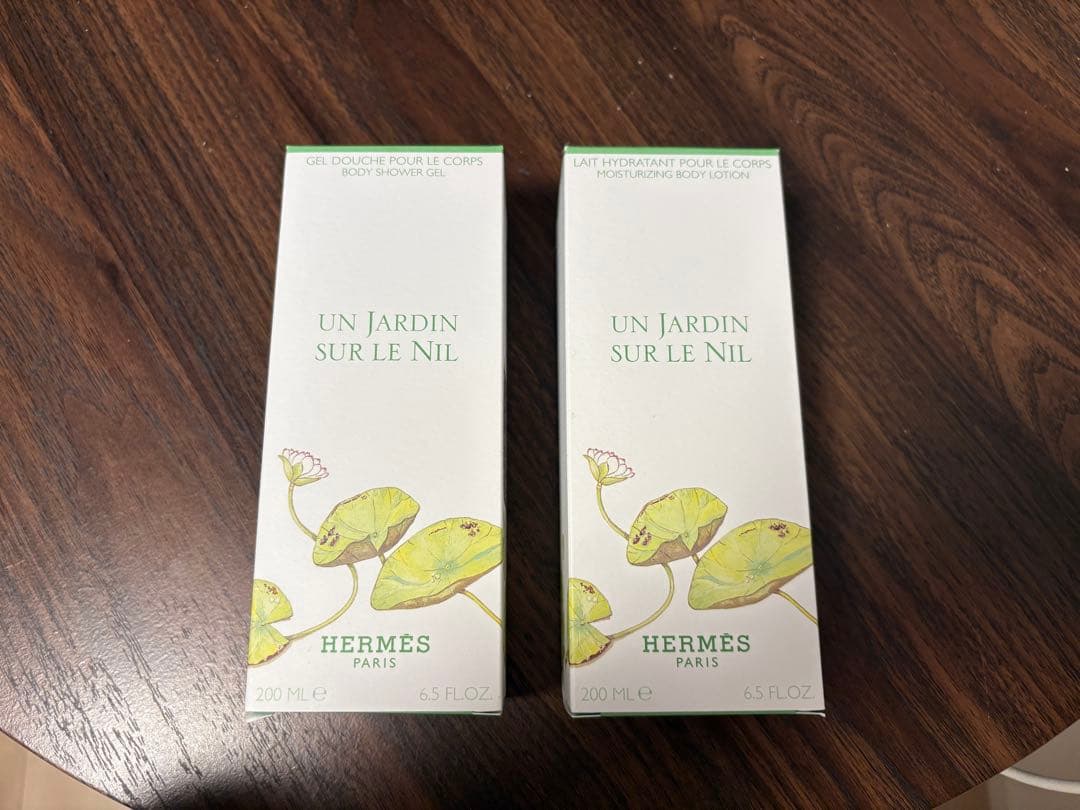 GEL DOUCHE POUR LE CORPS
BODY SHOWER GEL
UN JARDIN
SUR LE NIL
HERMÈS
PARIS
200 ML ℮
6.5 FL.OZ.
LAIT HYDRATANT POUR LE CORPS
MOISTURIZING BODY LOTION
UN JARDIN
SUR LE NIL
HERMÈS
PARIS
200 ML ℮
6.5 FL.OZ.